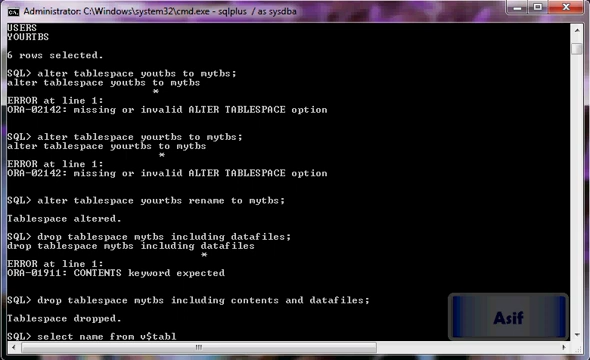 Administrator: C:\Windows\system32\cmd.exe - sqlplus / as sysdba
USERS
YOURTBS
6 rows selected.
SQL> alter tablespace youtbs to mytbs;
alter tablespace youtbs to mytbs
*
ERROR at line 1:
ORA-02142: missing or invalid ALTER TABLESPACE option
SQL> alter tablespace yourtbs to mytbs;
alter tablespace yourtbs to mytbs
*
ERROR at line 1:
ORA-02142: missing or invalid ALTER TABLESPACE option
SQL> alter tablespace yourtbs rename to mytbs;
Tablespace altered.
SQL> drop tablespace mytbs including datafiles;
drop tablespace mytbs including datafiles
*
ERROR at line 1:
ORA-01911: CONTENTS keyword expected
SQL> drop tablespace mytbs including contents and datafiles;
Tablespace dropped.
SQL> select name from v$tabl
Asif